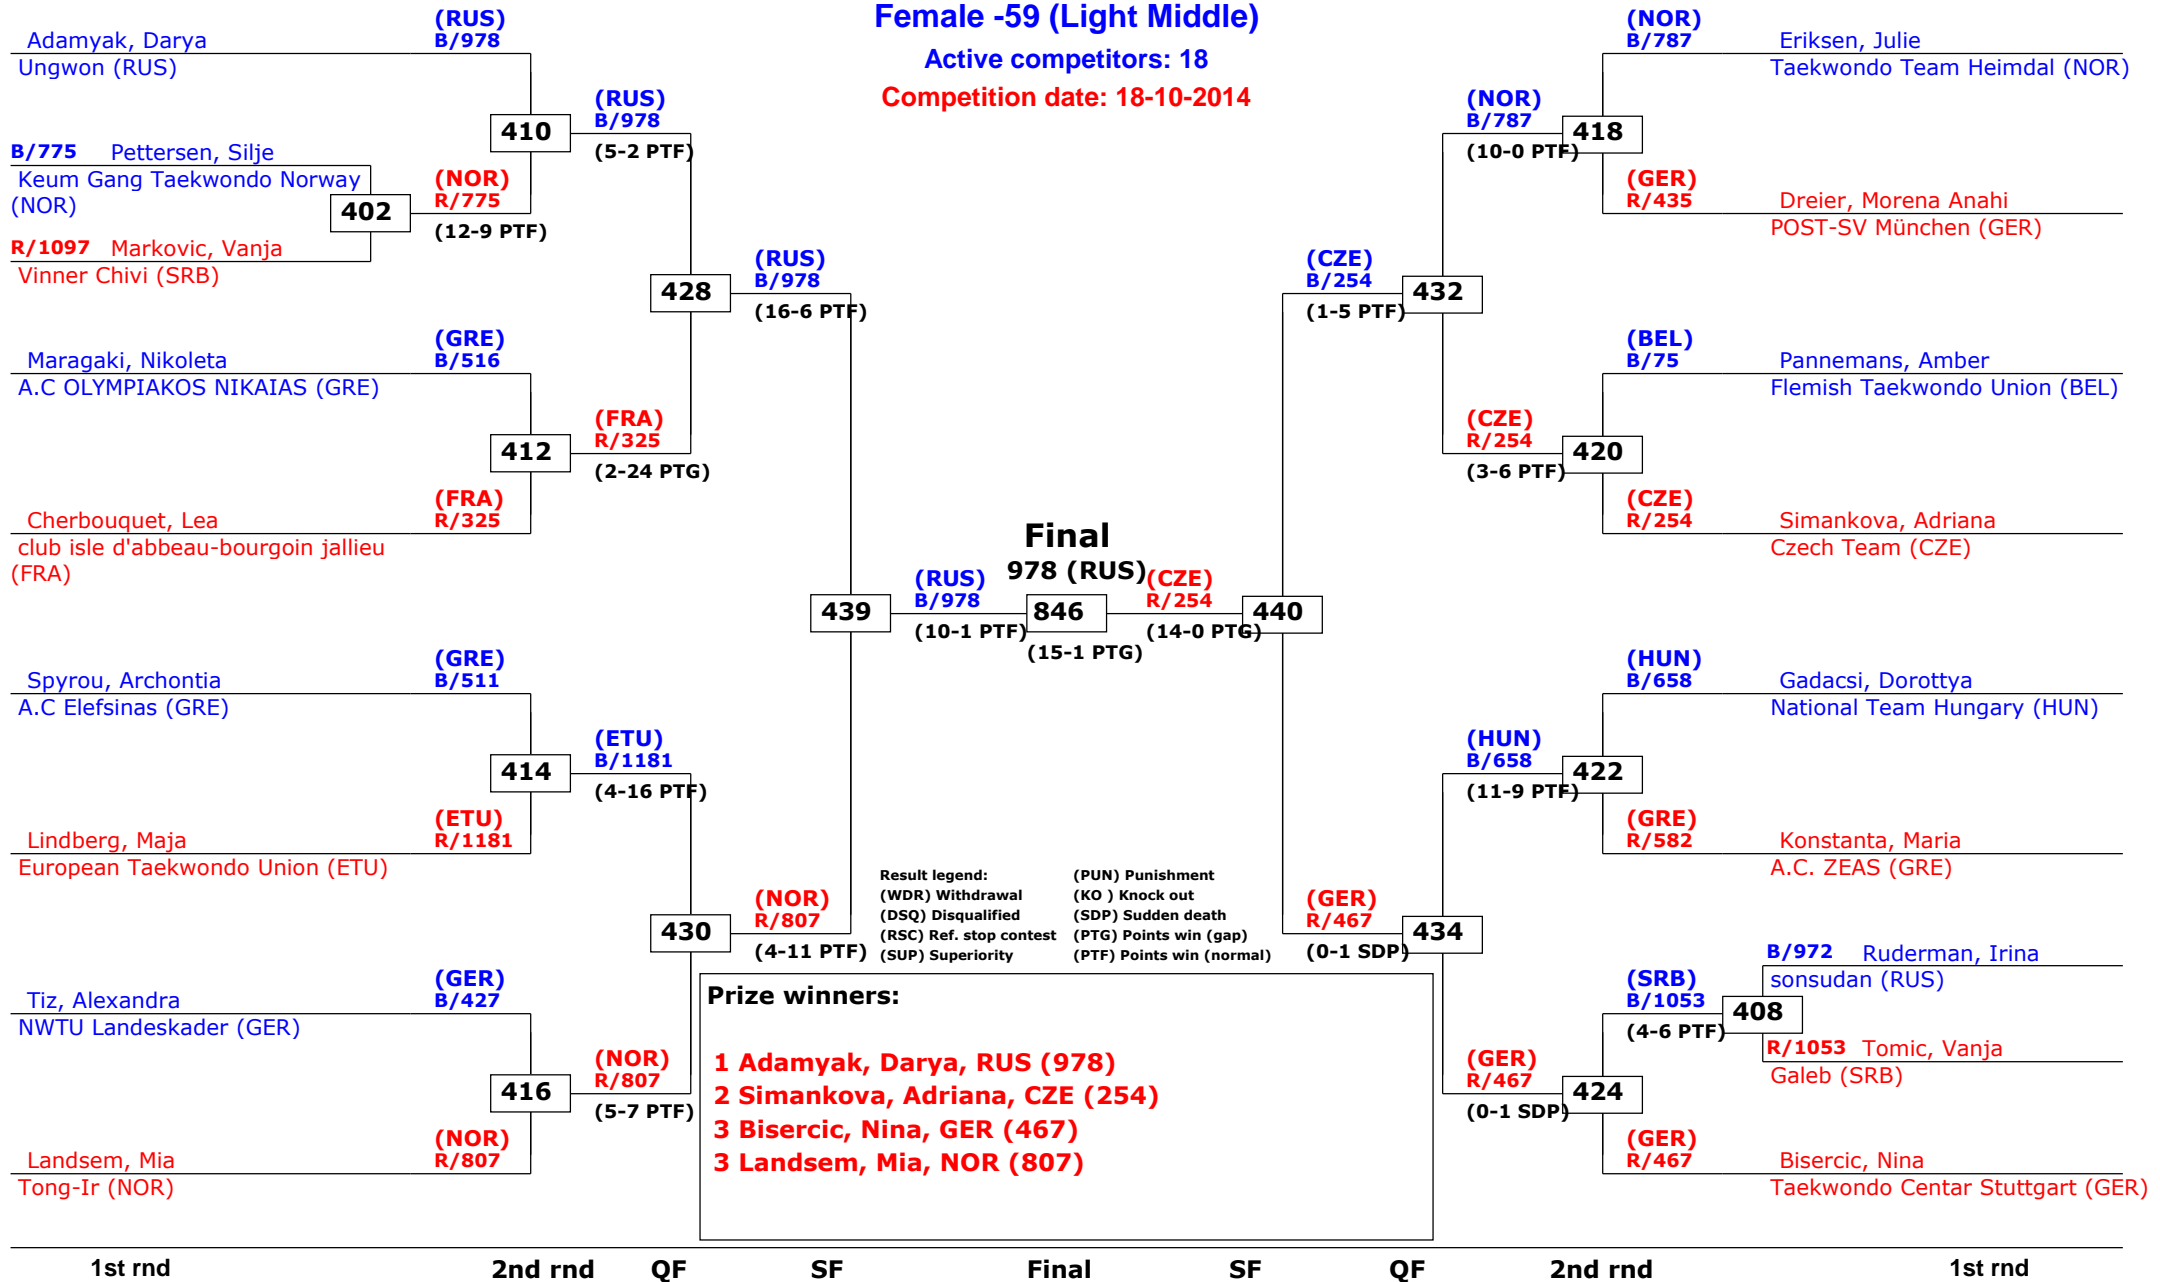 Female -59 (Light Middle)
Active competitors: 18
Competition date: 18-10-2014
(RUS)
Adamyak, Darya B/978
Ungwon (RUS)
(RUS)
B/978
410
(5-2 PTF)
B/775 Pettersen, Silje
Keum Gang Taekwondo Norway
(NOR)
402
(NOR)
R/775
(12-9 PTF)
R/1097 Markovic, Vanja
Vinner Chivi (SRB)
428
(RUS)
B/978
(16-6 PTF)
(GRE)
Maragaki, Nikoleta B/516
A.C OLYMPIAKOS NIKAIAS (GRE)
412
(FRA)
R/325
(2-24 PTG)
(FRA)
Cherbouquet, Lea R/325
club isle d'abbeau-bourgoin jallieu
(FRA)
439
(RUS)
B/978
(10-1 PTF)
(GRE)
Spyrou, Archontia B/511
A.C Elefsinas (GRE)
414
(ETU)
B/1181
(4-16 PTF)
(ETU)
Lindberg, Maja R/1181
European Taekwondo Union (ETU)
430
(NOR)
R/807
(4-11 PTF)
(GER)
Tiz, Alexandra B/427
NWTU Landeskader (GER)
416
(NOR)
R/807
(5-7 PTF)
(NOR)
Landsem, Mia R/807
Tong-Ir (NOR)
Final
978 (RUS)
846
(15-1 PTG)
(CZE)
R/254
(14-0 PTG)
440
(NOR)
B/787 Eriksen, Julie
Taekwondo Team Heimdal (NOR)
(NOR)
B/787
(10-0 PTF)
418
(GER)
R/435 Dreier, Morena Anahi
POST-SV München (GER)
(CZE)
B/254
(1-5 PTF)
432
(BEL)
B/75 Pannemans, Amber
Flemish Taekwondo Union (BEL)
(CZE)
R/254
(3-6 PTF)
420
(CZE)
R/254 Simankova, Adriana
Czech Team (CZE)
(HUN)
B/658 Gadacsi, Dorottya
National Team Hungary (HUN)
(HUN)
B/658
(11-9 PTF)
422
(GRE)
R/582 Konstanta, Maria
A.C. ZEAS (GRE)
(GER)
R/467
(0-1 SDP)
434
B/972 Ruderman, Irina
sonsudan (RUS)
(SRB)
B/1053
(4-6 PTF)
408
R/1053 Tomic, Vanja
Galeb (SRB)
(GER)
R/467
(0-1 SDP)
424
(GER)
R/467 Bisercic, Nina
Taekwondo Centar Stuttgart (GER)
Result legend: (PUN) Punishment
(WDR) Withdrawal (KO ) Knock out
(DSQ) Disqualified (SDP) Sudden death
(RSC) Ref. stop contest (PTG) Points win (gap)
(SUP) Superiority (PTF) Points win (normal)
Prize winners:
1 Adamyak, Darya, RUS (978)
2 Simankova, Adriana, CZE (254)
3 Bisercic, Nina, GER (467)
3 Landsem, Mia, NOR (807)
1st rnd 2nd rnd QF SF Final SF QF 2nd rnd 1st rnd